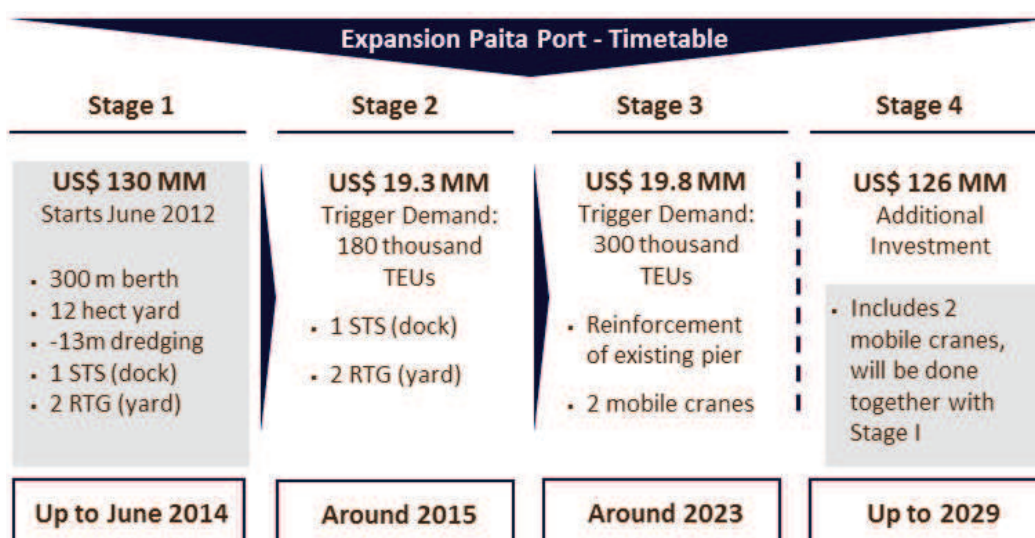 Expansion Paita Port - Timetable
Stage 1
US$ 130 MM
Starts June 2012
• 300 m berth
• 12 hect yard
• -13m dredging
• 1 STS (dock)
• 2 RTG (yard)
Up to June 2014
Stage 2
US$ 19.3 MM
Trigger Demand:
180 thousand
TEUs
• 1 STS (dock)
• 2 RTG (yard)
Around 2015
Stage 3
US$ 19.8 MM
Trigger Demand:
300 thousand
TEUs
• Reinforcement
of existing pier
• 2 mobile cranes
Around 2023
Stage 4
US$ 126 MM
Additional
Investment
• Includes 2
mobile cranes,
will be done
together with
Stage I
Up to 2029